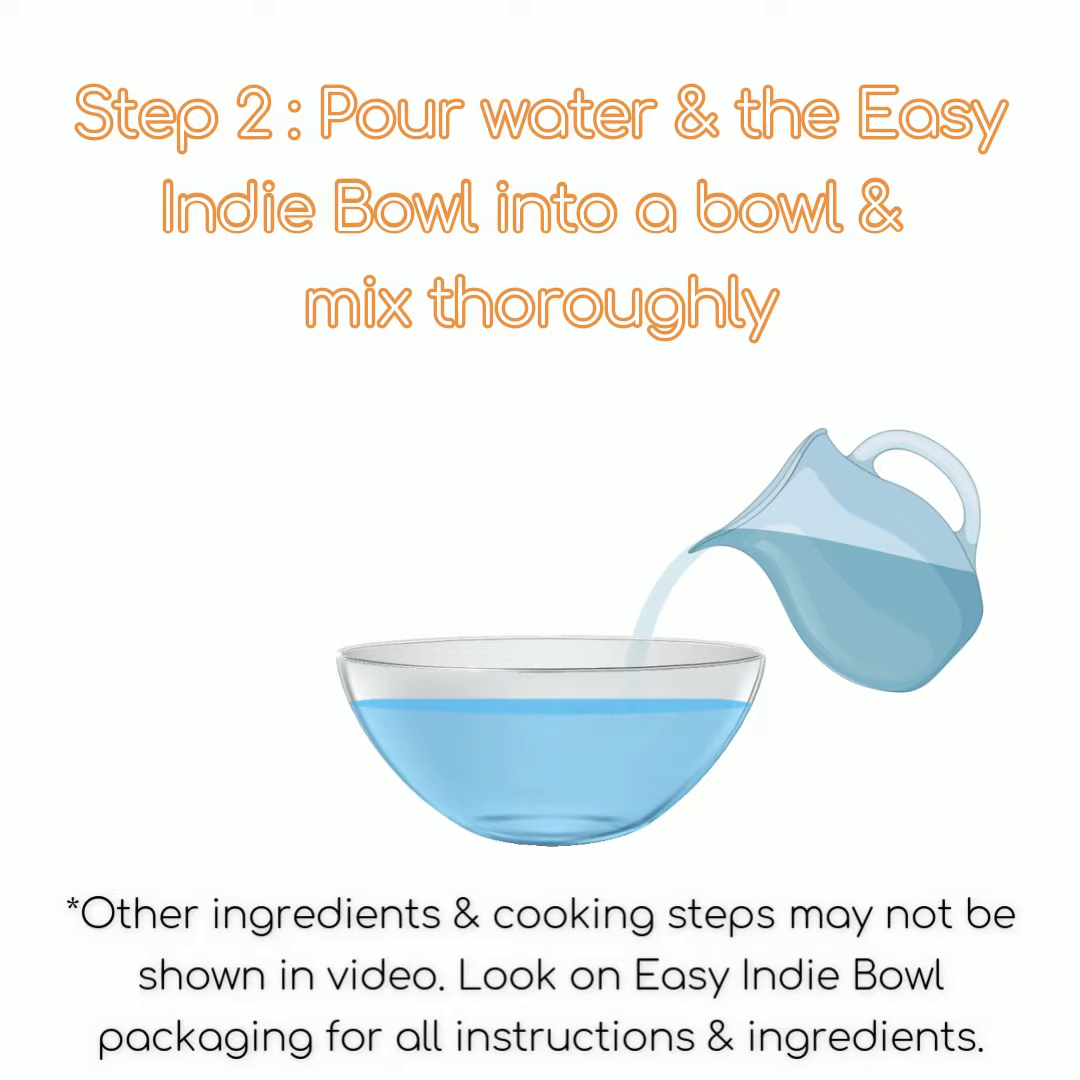 Step 2 : Pour water & the Easy
Indie Bowl into a bowl &
mix thoroughly
*Other ingredients & cooking steps may not be
shown in video. Look on Easy Indie Bowl
packaging for all instructions & ingredients.